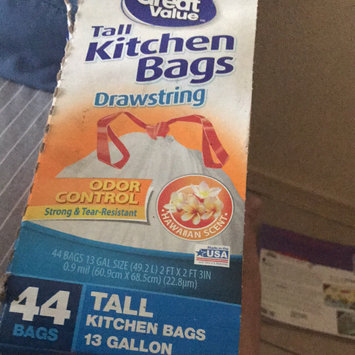 Great
Value
Tall
Kitchen
Bags
Drawstring
ODOR
CONTROL
Strong & Tear-Resistant
HAWAIIAN SCENT
USA
44 BAGS 13 GAL SIZE (49.2 L) 2 FT X 2 FT 3IN
0.9 mil (60.9cm X 68.5cm) (22.8µm)
44
BAGS
TALL
KITCHEN BAGS
13 GALLON